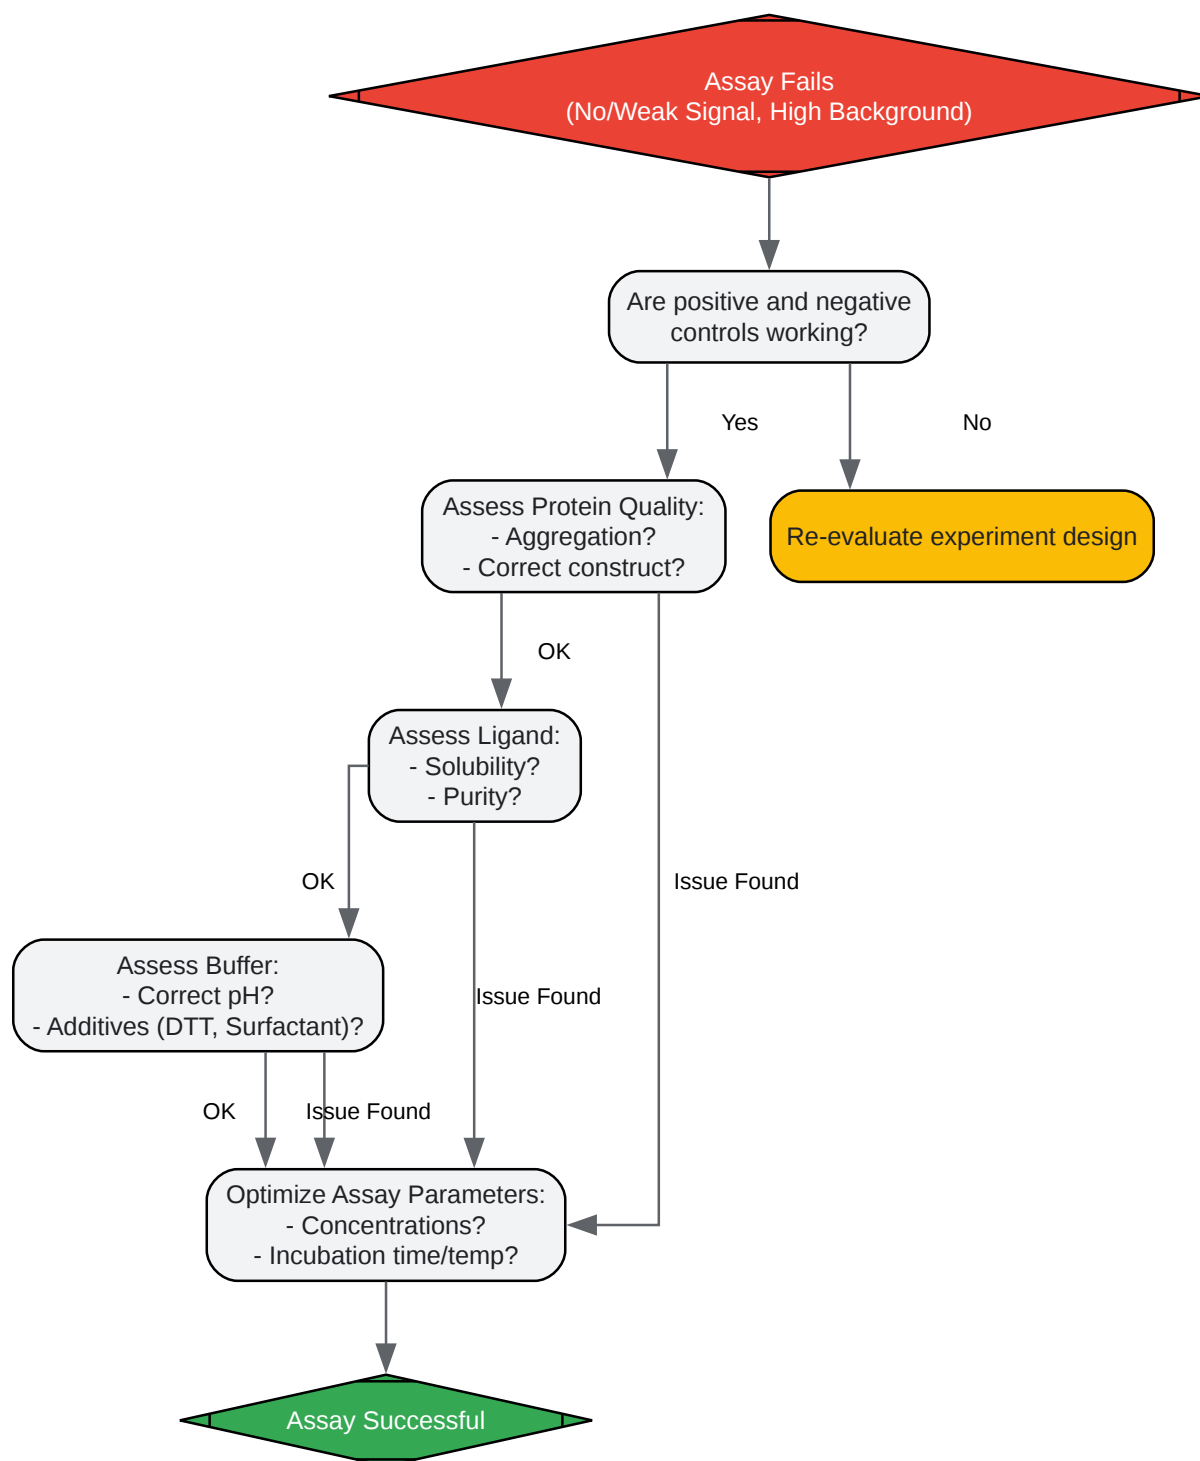 Assay Fails
(No/Weak Signal, High Background)
Are positive and negative
controls working?
Yes
No
Assess Protein Quality:
- Aggregation?
- Correct construct?
Re-evaluate experiment design
OK
Assess Ligand:
- Solubility?
- Purity?
OK
Issue Found
Assess Buffer:
- Correct pH?
- Additives (DTT, Surfactant)?
Issue Found
OK
Issue Found
Optimize Assay Parameters:
- Concentrations?
- Incubation time/temp?
Assay Successful